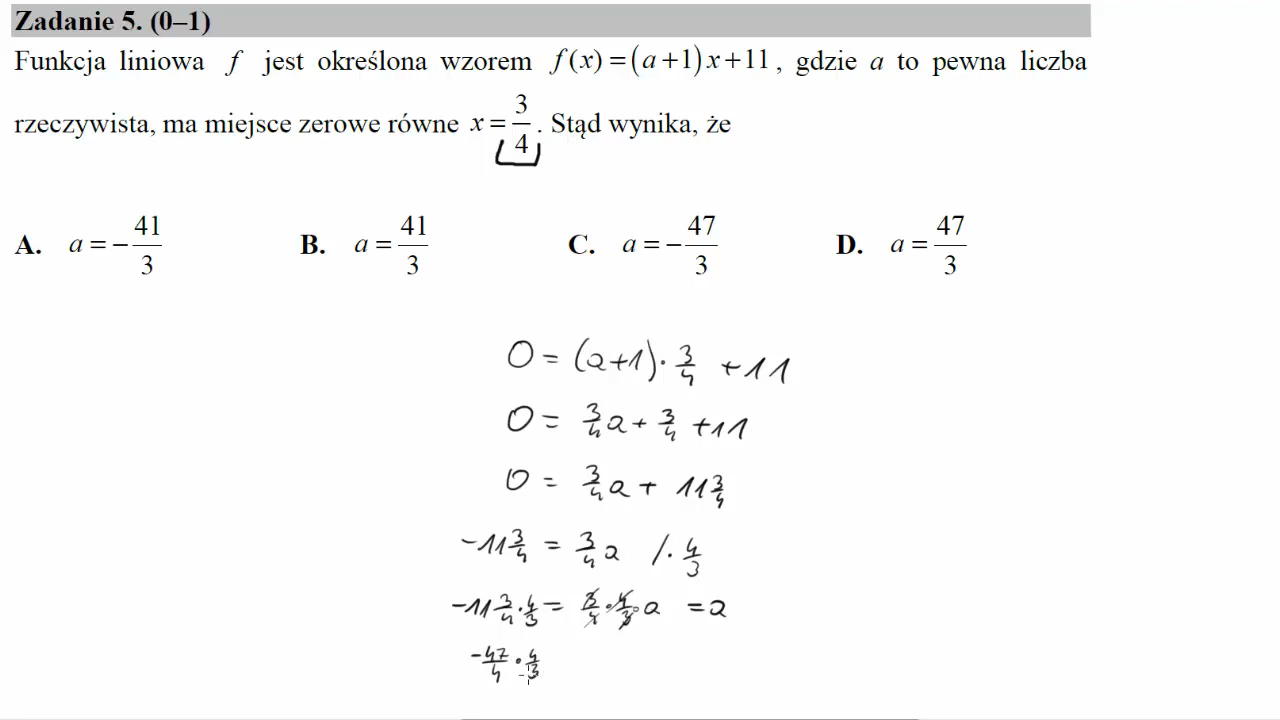 Zadanie 5. (0–1)
Funkcja liniowa f jest określona wzorem f(x)=(a+1)x+11, gdzie a to pewna liczba
rzeczywista, ma miejsce zerowe równe x=3/4. Stąd wynika, że
A. a=−41/3 B. a=41/3 C. a=−47/3 D. a=47/3
0=(a+1)·3/4+11
0=3/4a+3/4+11
0=3/4a+11 3/4
−11 3/4=3/4a /·4/3
−11 3/4·4/3=3/4·4/3·a =a
−47/4·4/3